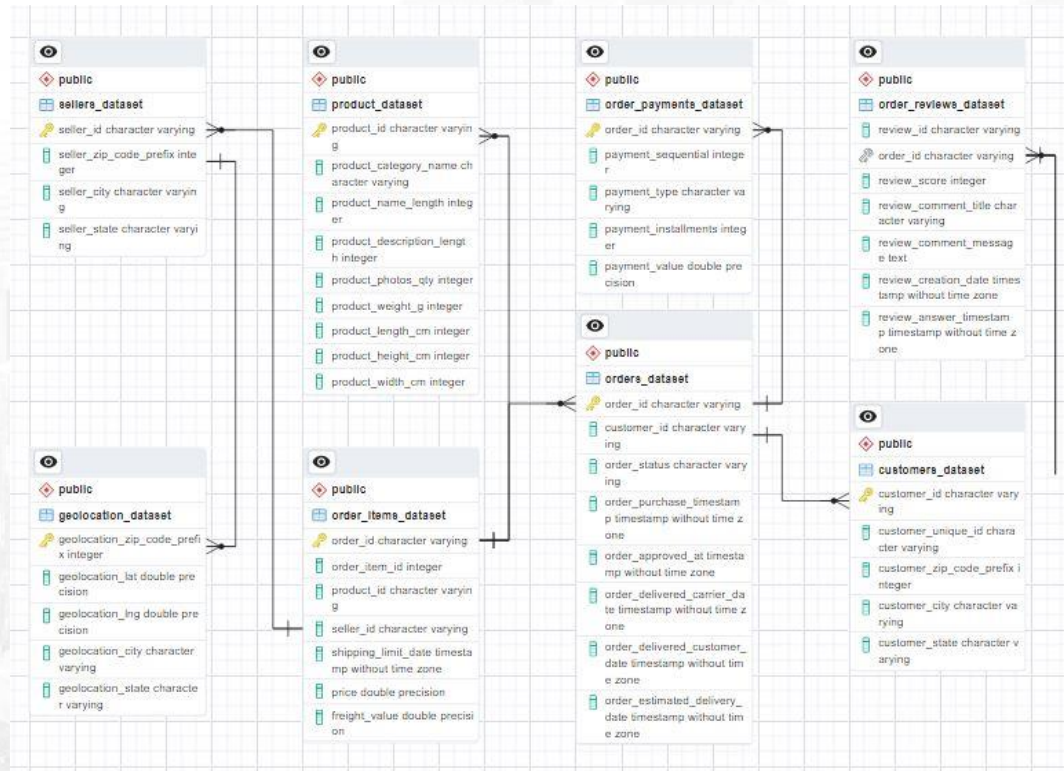 public
sellers_dataset
seller_id character varying
seller_zip_code_prefix inte
ger
seller_city character varyin
g
seller_state character varyi
ng
public
product_dataset
product_id character varyin
g
product_category_name ch
aracter varying
product_name_length integ
er
product_description_lengt
h integer
product_photos_qty integer
product_weight_g integer
product_length_cm integer
product_height_cm integer
product_width_cm integer
public
order_payments_dataset
order_id character varying
payment_sequential intege
r
payment_type character va
rying
payment_installments integ
er
payment_value double pre
cision
public
order_reviews_dataset
review_id character varying
order_id character varying
review_score integer
review_comment_title char
acter varying
review_comment_messag
e text
review_creation_date times
tamp without time zone
review_answer_timestam
p timestamp without time z
one
public
geolocation_dataset
geolocation_zip_code_prefi
x integer
geolocation_lat double pre
cision
geolocation_lng double pre
cision
geolocation_city character
varying
geolocation_state characte
r varying
public
order_items_dataset
order_id character varying
order_item_id integer
product_id character varyin
g
seller_id character varying
shipping_limit_date timesta
mp without time zone
price double precision
freight_value double precisi
on
public
orders_dataset
order_id character varying
customer_id character vary
ing
order_status character vary
ing
order_purchase_timestam
p timestamp without time z
one
order_approved_at timesta
mp without time zone
order_delivered_carrier_da
te timestamp without time z
one
order_delivered_customer_
date timestamp without tim
e zone
order_estimated_delivery_
date timestamp without tim
e zone
public
customers_dataset
customer_id character vary
ing
customer_unique_id chara
cter varying
customer_zip_code_prefix i
nteger
customer_city character va
rying
customer_state character v
arying